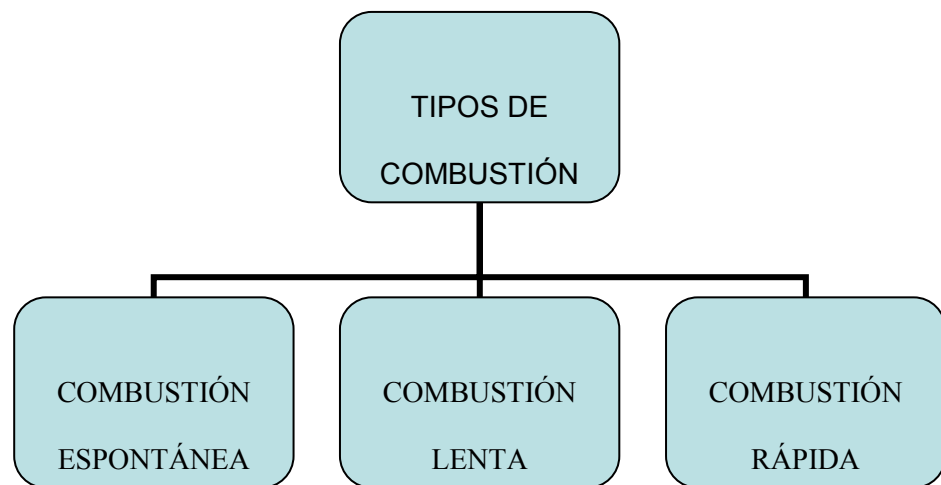 TIPOS DE
COMBUSTIÓN
COMBUSTIÓN
ESPONTÁNEA
COMBUSTIÓN
LENTA
COMBUSTIÓN
RÁPIDA